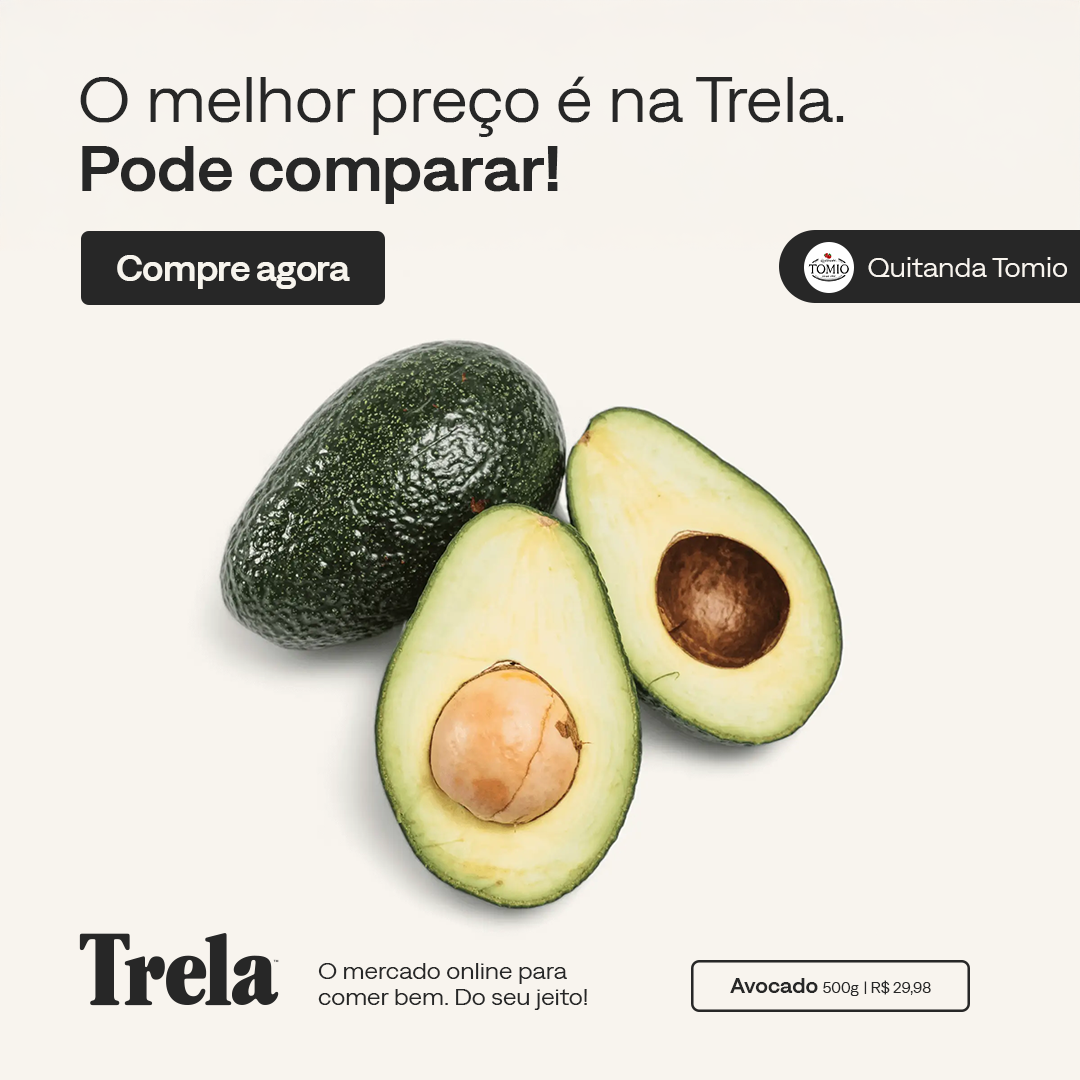 O melhor preço é na Trela.
Pode comparar!
Compre agora
TOMIO
Quitanda Tomio
Trela
O mercado online para
comer bem. Do seu jeito!
Avocado 500g | R$ 29,98